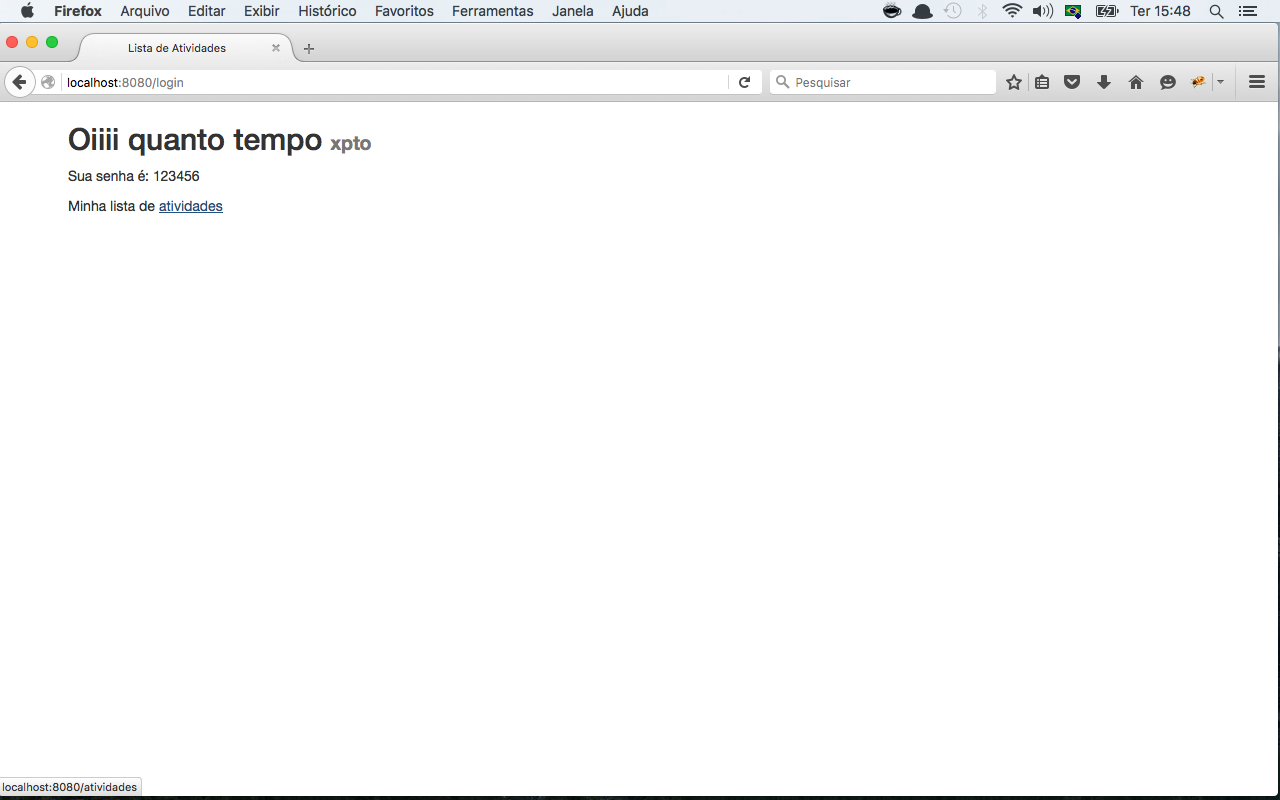 Firefox Arquivo Editar Exibir Histórico Favoritos Ferramentas Janela Ajuda Ter 15:48
Lista de Atividades
localhost:8080/login
Pesquisar
Oiiii quanto tempo xpto
Sua senha é: 123456
Minha lista de atividades
localhost:8080/atividades